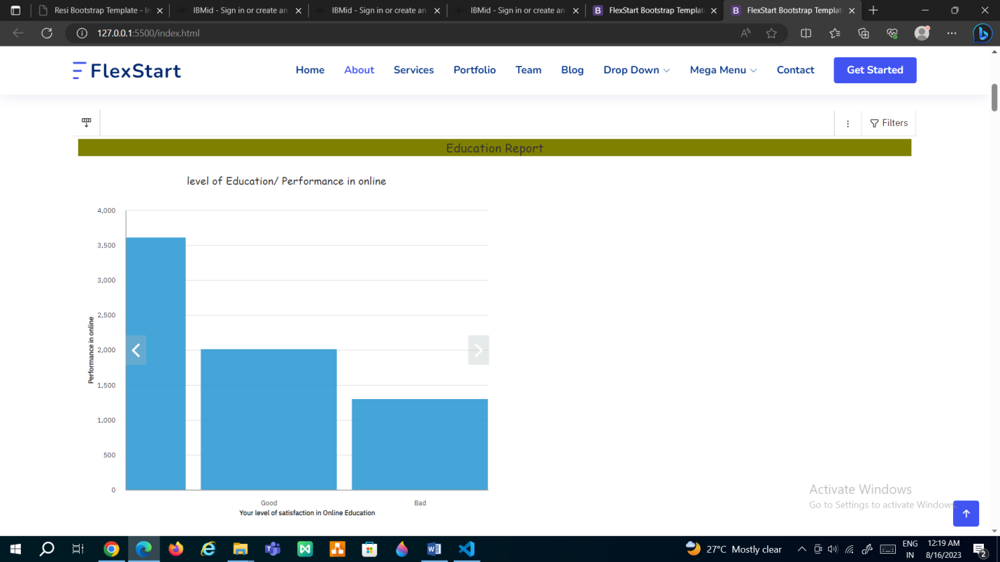 Resi Bootstrap Template - In
IBMid - Sign in or create an
IBMid - Sign in or create an
IBMid - Sign in or create an
FlexStart Bootstrap Templat
FlexStart Bootstrap Templat
127.0.0.1:5500/index.html
FlexStart
Home About Services Portfolio Team Blog Drop Down Mega Menu Contact Get Started
Filters
Education Report
level of Education/ Performance in online
4,000
3,500
3,000
2,500
2,000
1,500
1,000
500
0
Performance in online
Good Bad
Your level of satisfaction in Online Education
Activate Windows
Go to Settings to activate Windows.
27°C Mostly clear
ENG
IN
12:19 AM
8/16/2023
2